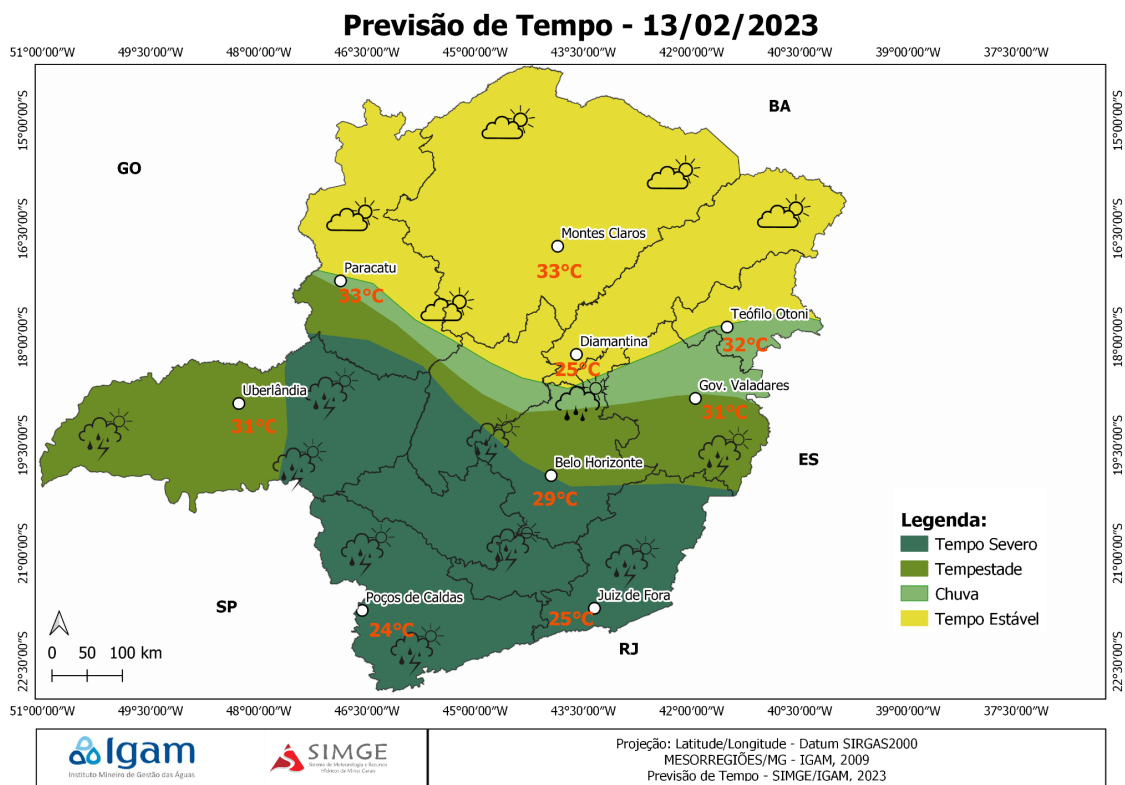 Previsão de Tempo - 13/02/2023
51°00'00"W 49°30'00"W 48°00'00"W 46°30'00"W 45°00'00"W 43°30'00"W 42°00'00"W 40°30'00"W 39°00'00"W 37°30'00"W
15°00'00"S
16°30'00"S
18°00'00"S
19°30'00"S
21°00'00"S
22°30'00"S
BA
GO
Montes Claros
33°C
Paracatu
33°C
Teófilo Otoni
32°C
Diamantina
25°C
Uberlândia
31°C
Gov. Valadares
31°C
Belo Horizonte
29°C
ES
Poços de Caldas
24°C
Juiz de Fora
25°C
SP
RJ
Legenda:
Tempo Severo
Tempestade
Chuva
Tempo Estável
0 50 100 km
15°00'00"S
16°30'00"S
18°00'00"S
19°30'00"S
21°00'00"S
22°30'00"S
51°00'00"W 49°30'00"W 48°00'00"W 46°30'00"W 45°00'00"W 43°30'00"W 42°00'00"W 40°30'00"W 39°00'00"W 37°30'00"W
Igam
Instituto Mineiro de Gestão das Águas
SIMGE
Sistema de Meteorologia e Recursos
Hídricos de Minas Gerais
Projeção: Latitude/Longitude - Datum SIRGAS2000
MESORREGIÕES/MG - IGAM, 2009
Previsão de Tempo - SIMGE/IGAM, 2023